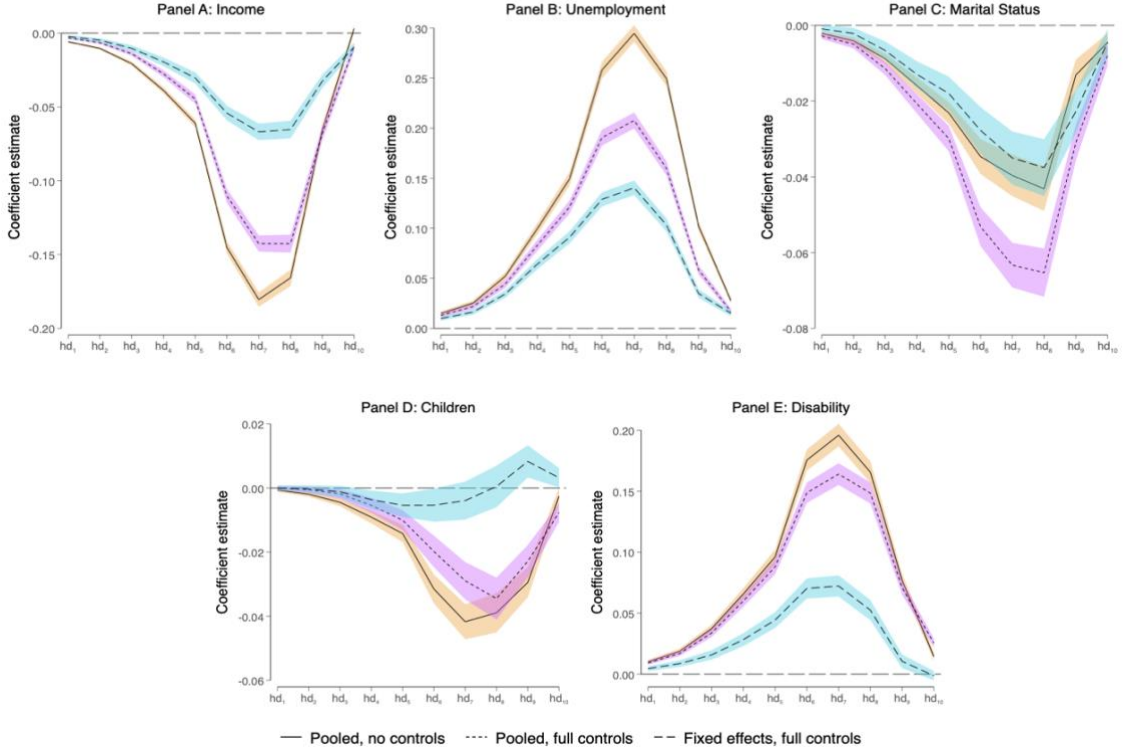 Panel A: Income
Panel B: Unemployment
Panel C: Marital Status
Coefficient estimate
0.00
-0.05
-0.10
-0.15
-0.20
hd₁ hd₂ hd₃ hd₄ hd₅ hd₆ hd₇ hd₈ hd₉ hd₁₀
Coefficient estimate
0.30
0.25
0.20
0.15
0.10
0.05
0.00
hd₁ hd₂ hd₃ hd₄ hd₅ hd₆ hd₇ hd₈ hd₉ hd₁₀
Coefficient estimate
0.00
-0.02
-0.04
-0.06
-0.08
hd₁ hd₂ hd₃ hd₄ hd₅ hd₆ hd₇ hd₈ hd₉ hd₁₀
Panel D: Children
Panel E: Disability
Coefficient estimate
0.02
0.00
-0.02
-0.04
-0.06
hd₁ hd₂ hd₃ hd₄ hd₅ hd₆ hd₇ hd₈ hd₉ hd₁₀
Coefficient estimate
0.20
0.15
0.10
0.05
0.00
hd₁ hd₂ hd₃ hd₄ hd₅ hd₆ hd₇ hd₈ hd₉ hd₁₀
Pooled, no controls Pooled, full controls Fixed effects, full controls